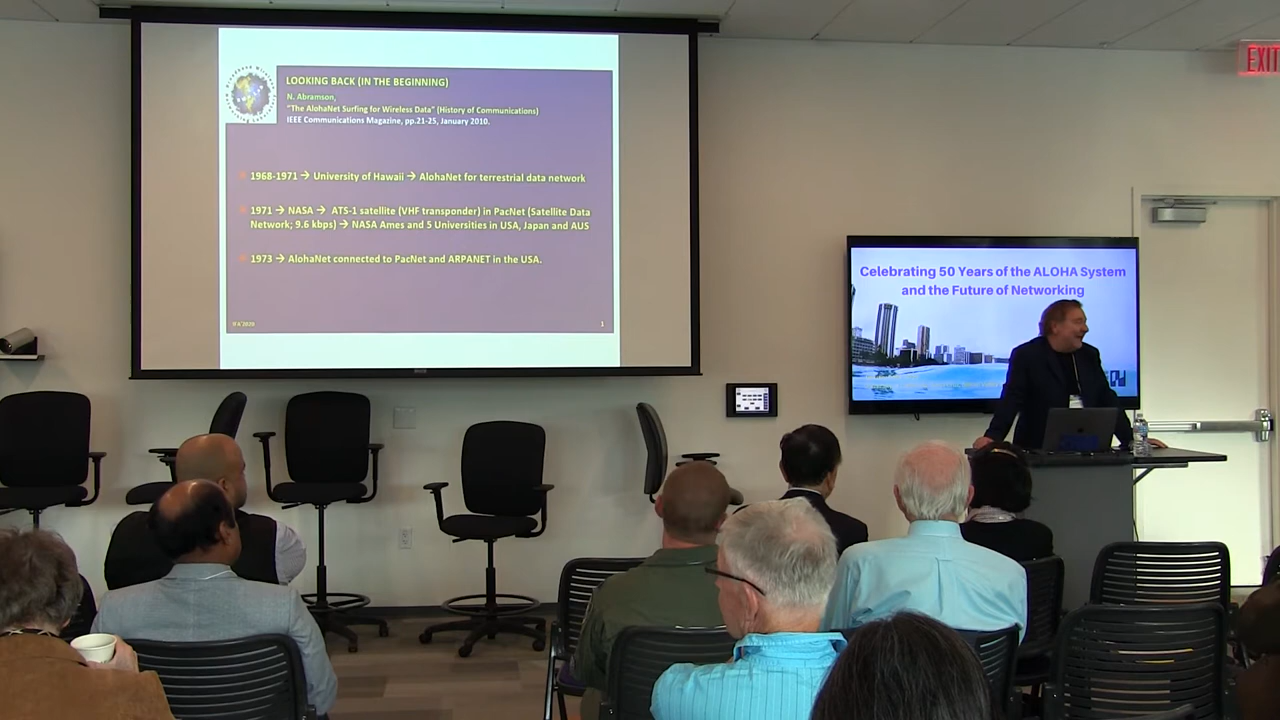 LOOKING BACK (IN THE BEGINNING)
N. Abramson,
"The AlohaNet Surfing for Wireless Data" (History of Communications)
IEEE Communications Magazine, pp.21-25, January 2010.
1968-1971 → University of Hawaii → AlohaNet for terrestrial data network
1971 → NASA → ATS-1 satellite (VHF transponder) in PacNet (Satellite Data
Network; 9.6 kbps) → NASA Ames and 5 Universities in USA, Japan and AUS
1973 → AlohaNet connected to PacNet and ARPANET in the USA.
1
EXIT
Celebrating 50 Years of the ALOHA System
and the Future of Networking